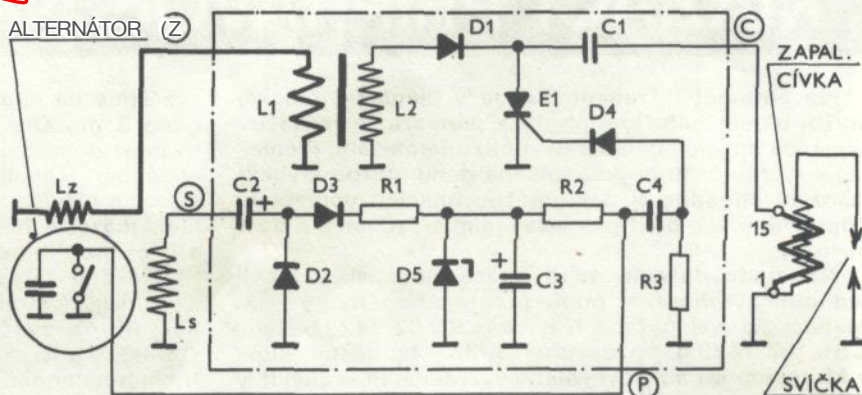 ALTERNÁTOR (Z
Lz
S
Ls
L1
L2
D1
C1
C
E1
D4
C2 +
D3
R1
R2
C4
D2
D5
+
C3
R3
P
ZAPAL.
CÍVKA
15
1
SVÍČKA